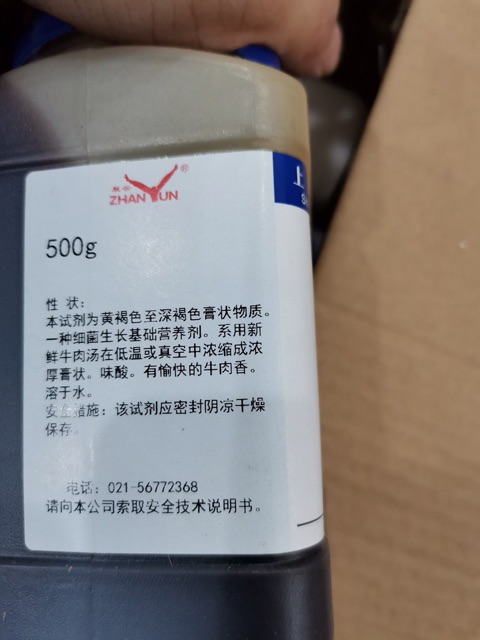 展云
ZHAN YUN
®
上
500g
性 状:
本试剂为黄褐色至深褐色膏状物质。
一种细菌生长基础营养剂。系用新
鲜牛肉汤在低温或真空中浓缩成浓
厚膏状。味酸。有愉快的牛肉香。
溶于水。
安全措施: 该试剂应密封阴凉干燥
保存。
电话: 021-56772368
请向本公司索取安全技术说明书。